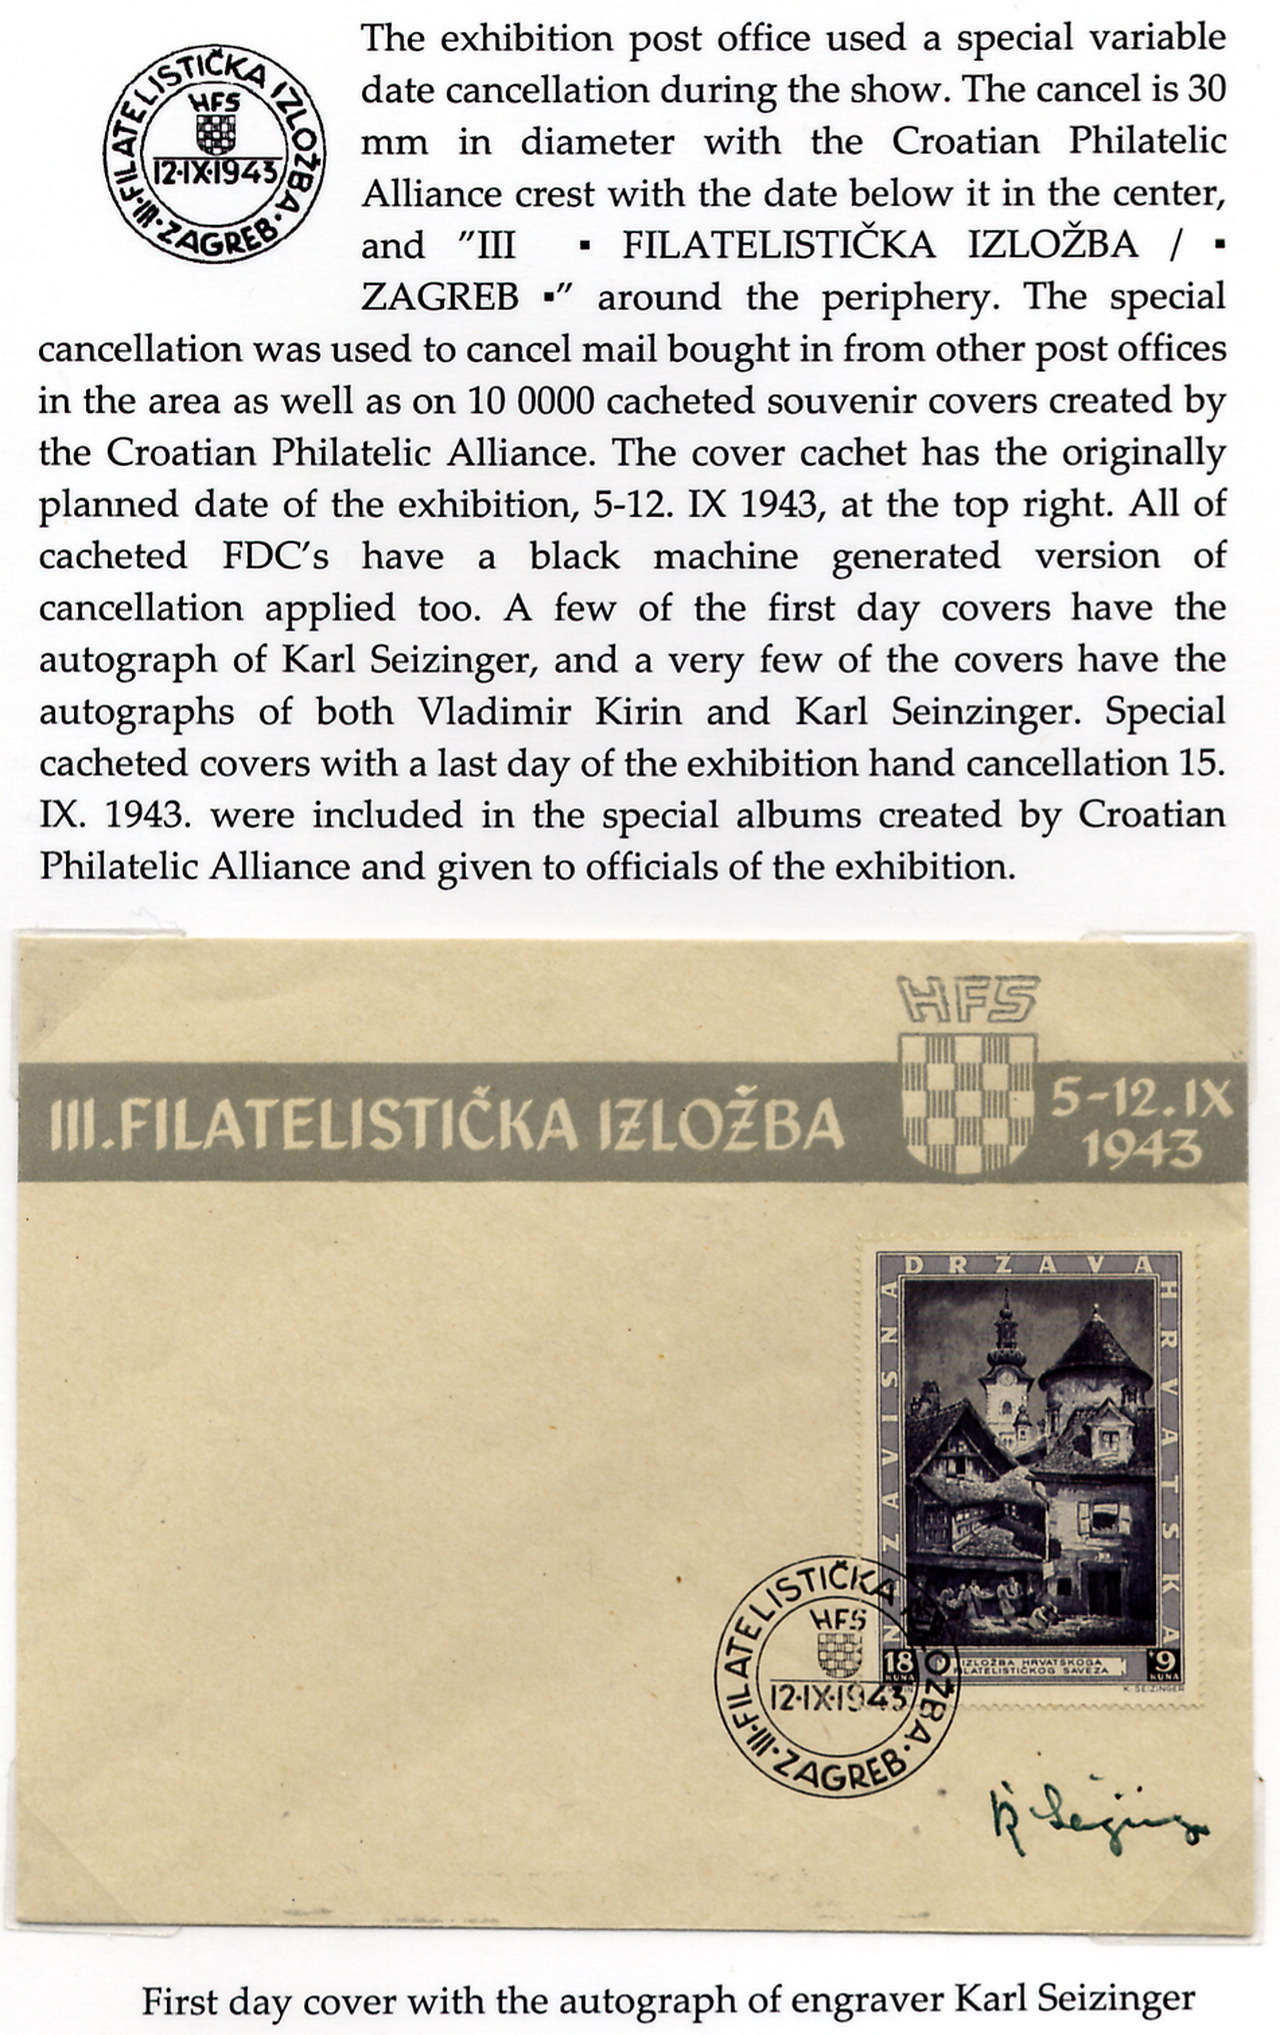 FILATELISTIČKA IZLOŽBA
HFS
12·IX·1943
·III·ZAGREB·
The exhibition post office used a special variable
date cancellation during the show. The cancel is 30
mm in diameter with the Croatian Philatelic
Alliance crest with the date below it in the center,
and "III ▪ FILATELISTIČKA IZLOŽBA / ▪
ZAGREB ▪" around the periphery. The special
cancellation was used to cancel mail bought in from other post offices
in the area as well as on 10 0000 cacheted souvenir covers created by
the Croatian Philatelic Alliance. The cover cachet has the originally
planned date of the exhibition, 5-12. IX 1943, at the top right. All of
cacheted FDC's have a black machine generated version of
cancellation applied too. A few of the first day covers have the
autograph of Karl Seizinger, and a very few of the covers have the
autographs of both Vladimir Kirin and Karl Seinzinger. Special
cacheted covers with a last day of the exhibition hand cancellation 15.
IX. 1943. were included in the special albums created by Croatian
Philatelic Alliance and given to officials of the exhibition.
HFS
III. FILATELISTIČKA IZLOŽBA
5-12. IX
1943
NEZAVISNA
DRŽAVA
HRVATSKA
18
KUNA
IZLOŽBA HRVATSKOGA
FILATELISTIČKOG SAVEZA
+9
KUNA
K. SEIZINGER
FILATELISTIČKA IZLOŽBA
HFS
12·IX·1943
·III·ZAGREB·
First day cover with the autograph of engraver Karl Seizinger